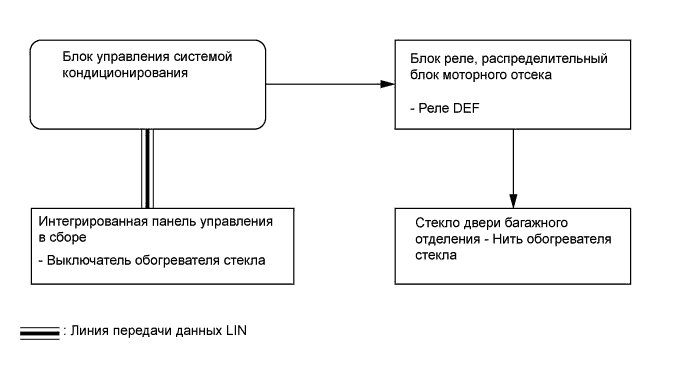 Блок управления системой
кондиционирования
Блок реле, распределительный
блок моторного отсека
- Реле DEF
Интегрированная панель управления
в сборе
- Выключатель обогревателя стекла
Стекло двери багажного
отделения - Нить обогревателя
стекла
: Линия передачи данных LIN